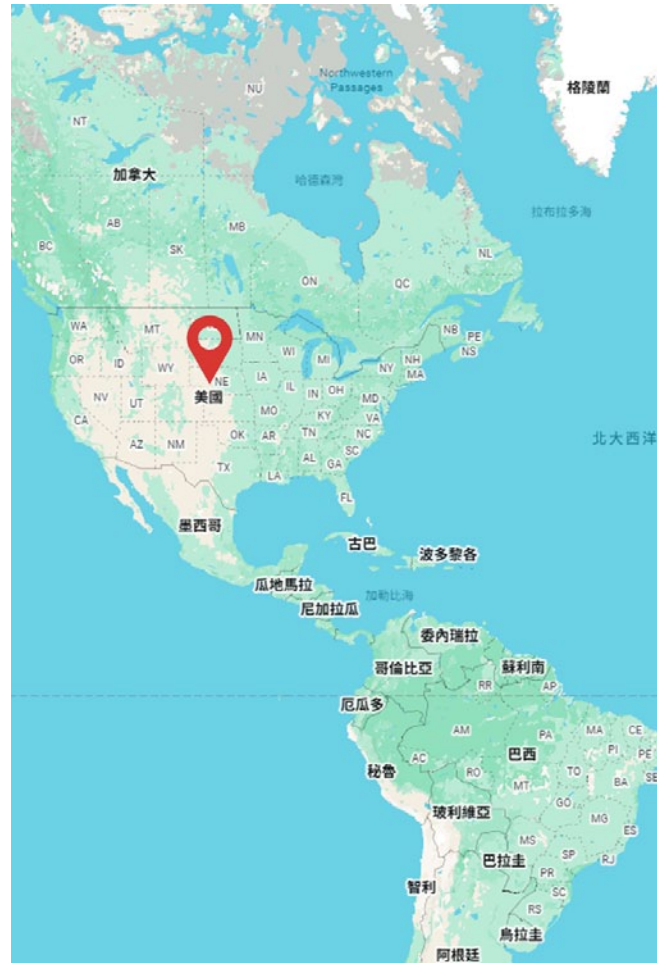 NU
Northwestern
Passages
格陵蘭
NT
加拿大
哈德森灣
拉布拉多海
AB
MB
BC
SK
NL
ON
QC
WA
MT
MN
NB
PE
OR
ID
WI
NS
WY
MI
NY
NH
MA
NE
IA
NV
UT
美國
IL
IN
OH
MD
CA
MO
KY
VA
AZ
NM
OK
AR
TN
NC
北大西洋
SC
AL
GA
TX
LA
FL
墨西哥
古巴
波多黎各
瓜地馬拉
加勒比海
尼加拉瓜
委內瑞拉
哥倫比亞
蘇利南
RR
AP
厄瓜多
AM
PA
MA
CE
巴西
PI
PE
AC
秘魯
RO
TO
MT
BA
SE
玻利維亞
GO
MG
MS
ES
巴拉圭
SP
RJ
PR
智利
SC
RS
烏拉圭
阿根廷